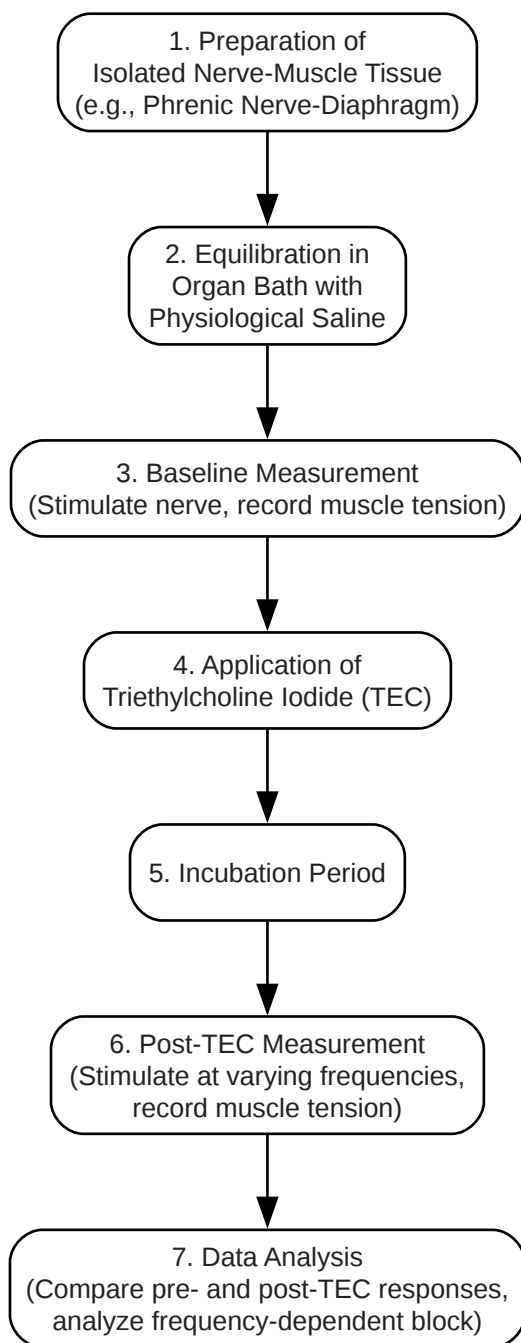 1. Preparation of
Isolated Nerve-Muscle Tissue
(e.g., Phrenic Nerve-Diaphragm)
2. Equilibration in
Organ Bath with
Physiological Saline
3. Baseline Measurement
(Stimulate nerve, record muscle tension)
4. Application of
Triethylcholine Iodide (TEC)
5. Incubation Period
6. Post-TEC Measurement
(Stimulate at varying frequencies,
record muscle tension)
7. Data Analysis
(Compare pre- and post-TEC responses,
analyze frequency-dependent block)